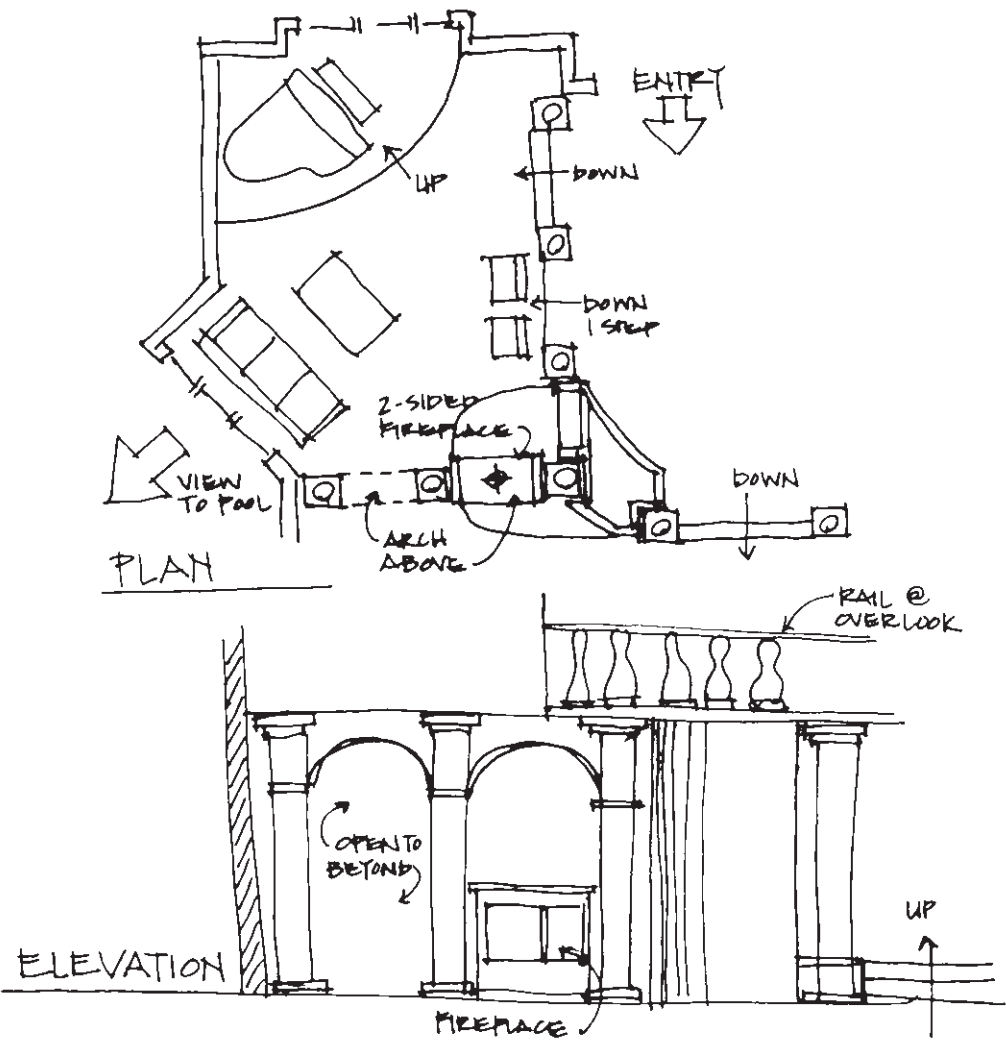 ENTRY
UP
DOWN
DOWN
1 STEP
2-SIDED
FIREPLACE
VIEW
TO POOL
DOWN
ARCH
ABOVE
PLAN
RAIL @
OVERLOOK
OPEN TO
BEYOND
UP
ELEVATION
FIREPLACE